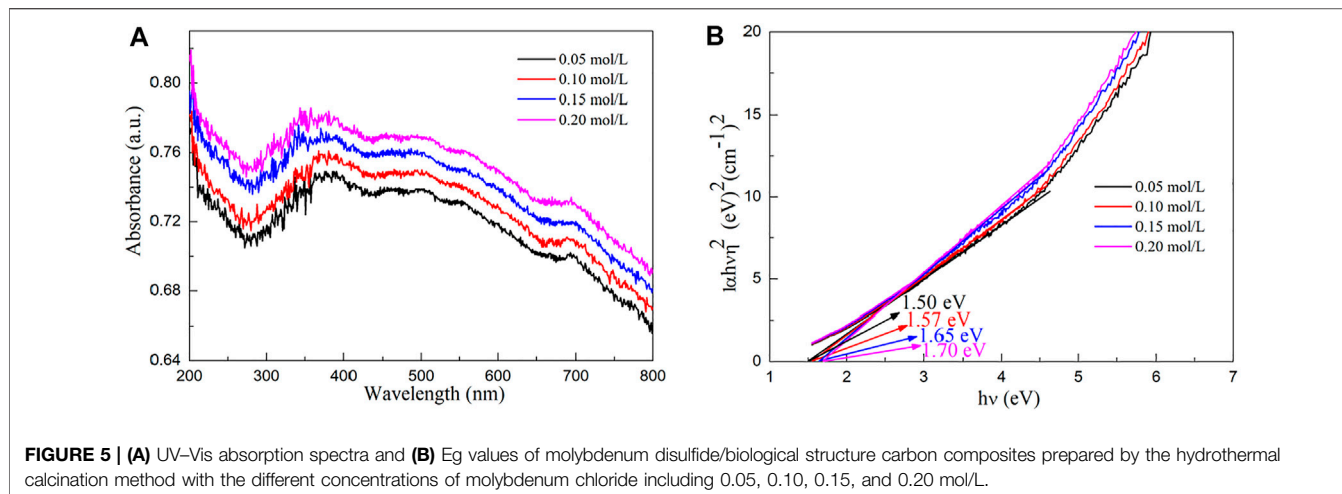 A
0.05 mol/L
0.10 mol/L
0.15 mol/L
0.20 mol/L
0.80
0.76
0.72
0.68
0.64
Absorbance (a.u.)
200 300 400 500 600 700 800
Wavelength (nm)
B
20
15
10
5
0
lαhνη² (eV)²(cm⁻¹)²
0.05 mol/L
0.10 mol/L
0.15 mol/L
0.20 mol/L
1.50 eV
1.57 eV
1.65 eV
1.70 eV
1 2 3 4 5 6 7
hν (eV)
FIGURE 5 | (A) UV–Vis absorption spectra and (B) Eg values of molybdenum disulfide/biological structure carbon composites prepared by the hydrothermal
calcination method with the different concentrations of molybdenum chloride including 0.05, 0.10, 0.15, and 0.20 mol/L.